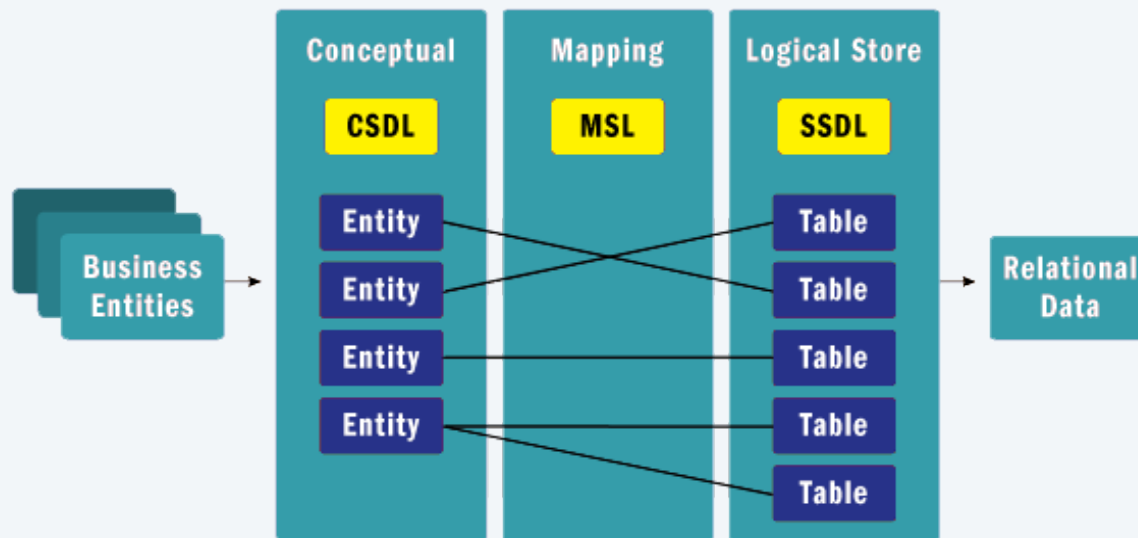 Conceptual
Mapping
Logical Store
CSDL
MSL
SSDL
Business
Entities
Entity
Entity
Entity
Entity
Table
Table
Table
Table
Table
Relational
Data